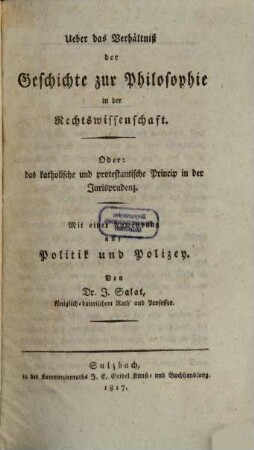 Ueber das Verhältniß
der
Geschichte zur Philosophie
in der
Rechtswissenschaft.
Oder:
das katholische und protestantische Princip in der
Jurisprudenz.
Mit einer
auf
Politik und Polizey.
Von
Dr. J. Salat,
königlich-baierischem Rath und Professor.
Sulzbach,
in des Kommerzienraths J. E. Seidel Kunst- und Buchhandlung.
1817.